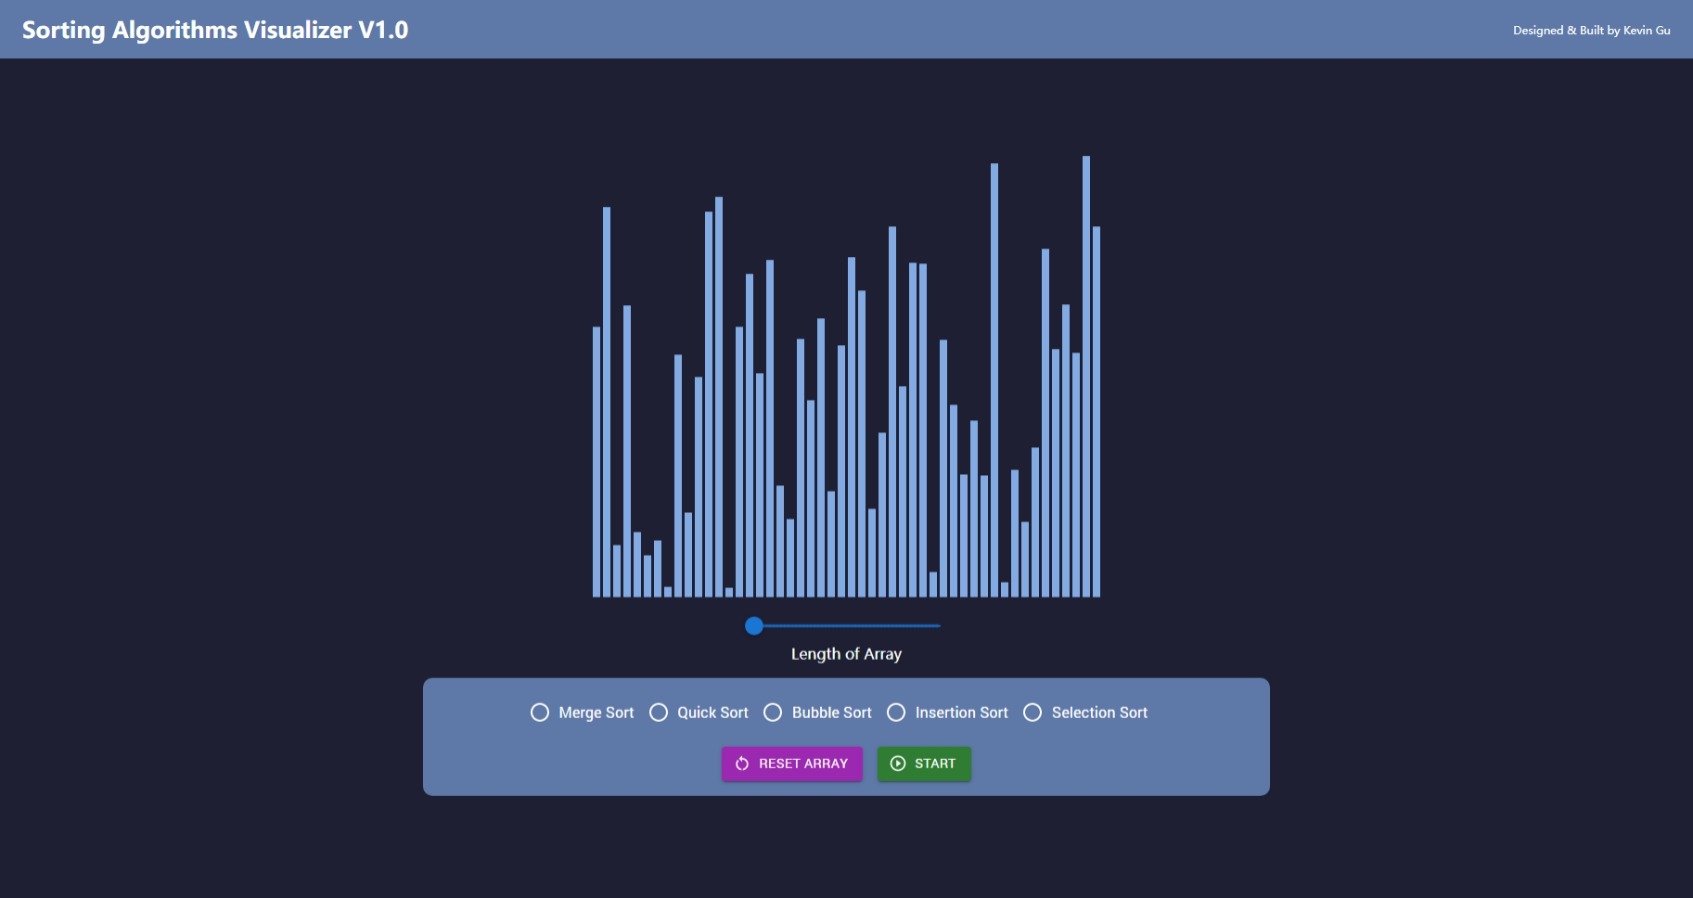 Sorting Algorithms Visualizer V1.0
Designed & Built by Kevin Gu
Length of Array
Merge Sort Quick Sort Bubble Sort Insertion Sort Selection Sort
RESET ARRAY START